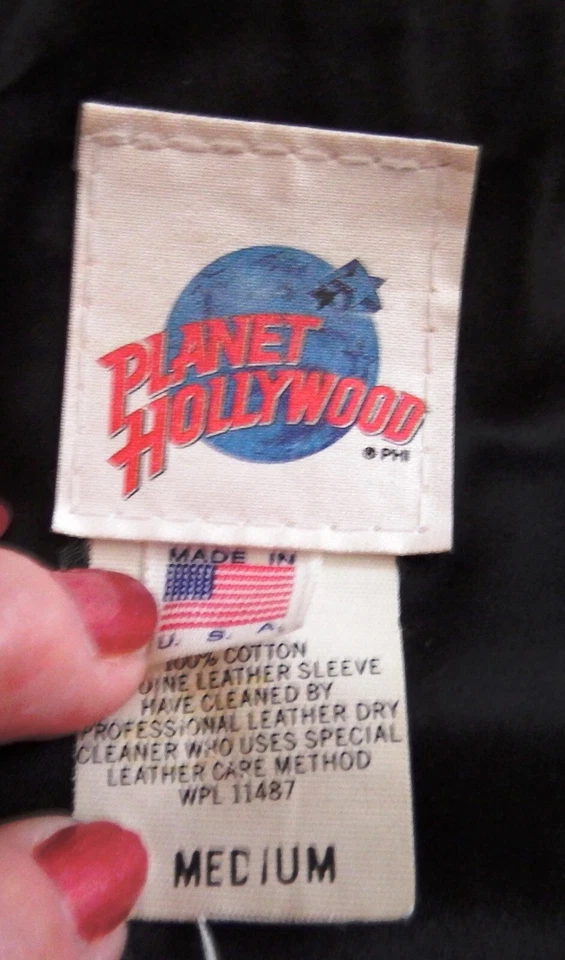 PLANET
HOLLYWOOD
® PHI
MADE IN
U. S. A.
100% COTTON
LEATHER SLEEVE
HAVE CLEANED BY
PROFESSIONAL LEATHER DRY
CLEANER WHO USES SPECIAL
LEATHER CARE METHOD
WPL 11487
MEDIUM